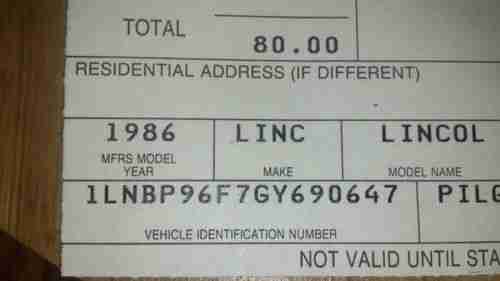 TOTAL
80.00
RESIDENTIAL ADDRESS (IF DIFFERENT)
1986 LINC LINCOL
MFRS MODEL YEAR MAKE MODEL NAME
1LNBP96F7GY690647 PILG
VEHICLE IDENTIFICATION NUMBER
NOT VALID UNTIL STA